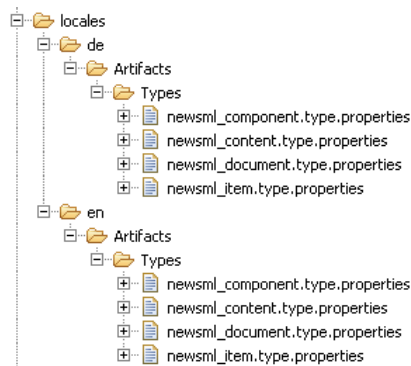 locales
de
Artifacts
Types
newsml_component.type.properties
newsml_content.type.properties
newsml_document.type.properties
newsml_item.type.properties
en
Artifacts
Types
newsml_component.type.properties
newsml_content.type.properties
newsml_document.type.properties
newsml_item.type.properties